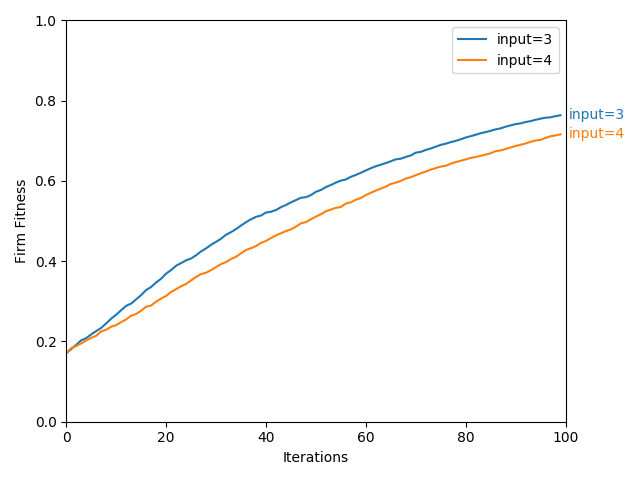 1.0
0.8
0.6
0.4
0.2
0.0
Firm Fitness
0 20 40 60 80 100
Iterations
input=3
input=4
input=3
input=4